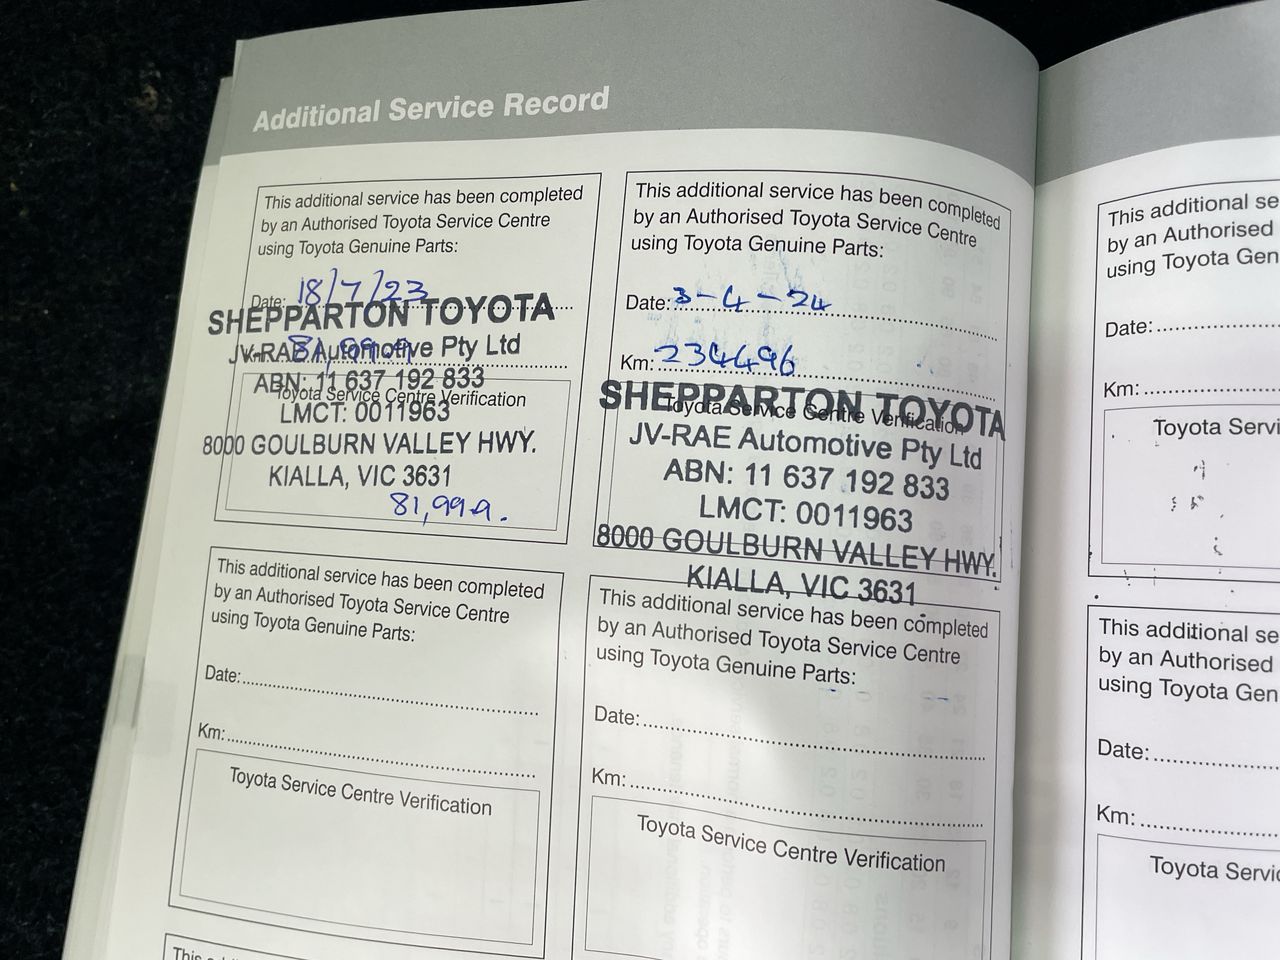 Additional Service Record
This additional service has been completed
by an Authorised Toyota Service Centre
using Toyota Genuine Parts:
Date: 18/7/23
SHEPPARTON TOYOTA
JV-RAE Automotive Pty Ltd
ABN: 11 637 192 833
Toyota Service Centre Verification
LMCT: 0011963
8000 GOULBURN VALLEY HWY.
KIALLA, VIC 3631
81,999.
This additional service has been completed
by an Authorised Toyota Service Centre
using Toyota Genuine Parts:
Date: 3-4-24
Km: 234496
SHEPPARTON TOYOTA
Toyota Service Centre Verification
JV-RAE Automotive Pty Ltd
ABN: 11 637 192 833
LMCT: 0011963
8000 GOULBURN VALLEY HWY.
KIALLA, VIC 3631
This additional service has been completed
by an Authorised Toyota Service Centre
using Toyota Genuine Parts:
Date:
Km:
Toyota Service Centre Verification
This additional service has been completed
by an Authorised Toyota Service Centre
using Toyota Genuine Parts:
Date:
Km:
Toyota Service Centre Verification
This
This additional se
by an Authorised
using Toyota Gen
Date:
Km:
Toyota Servi
This additional se
by an Authorised
using Toyota Gen
Date:
Km:
Toyota Servic